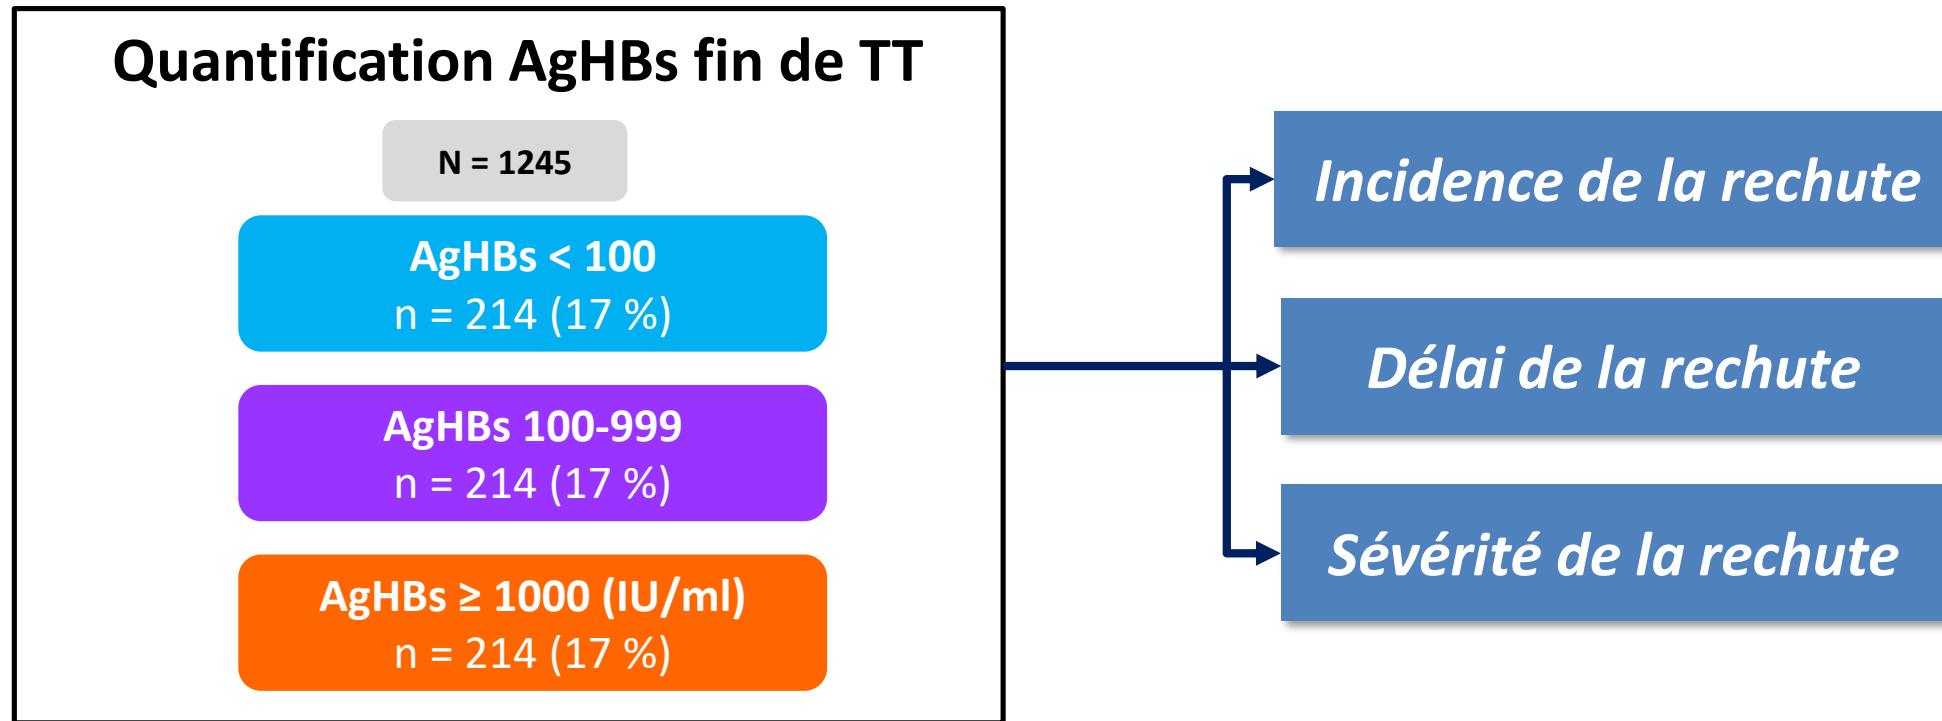 Quantification AgHBs fin de TT
N = 1245
AgHBs < 100
n = 214 (17 %)
AgHBs 100-999
n = 214 (17 %)
AgHBs ≥ 1000 (IU/ml)
n = 214 (17 %)
Incidence de la rechute
Délai de la rechute
Sévérité de la rechute